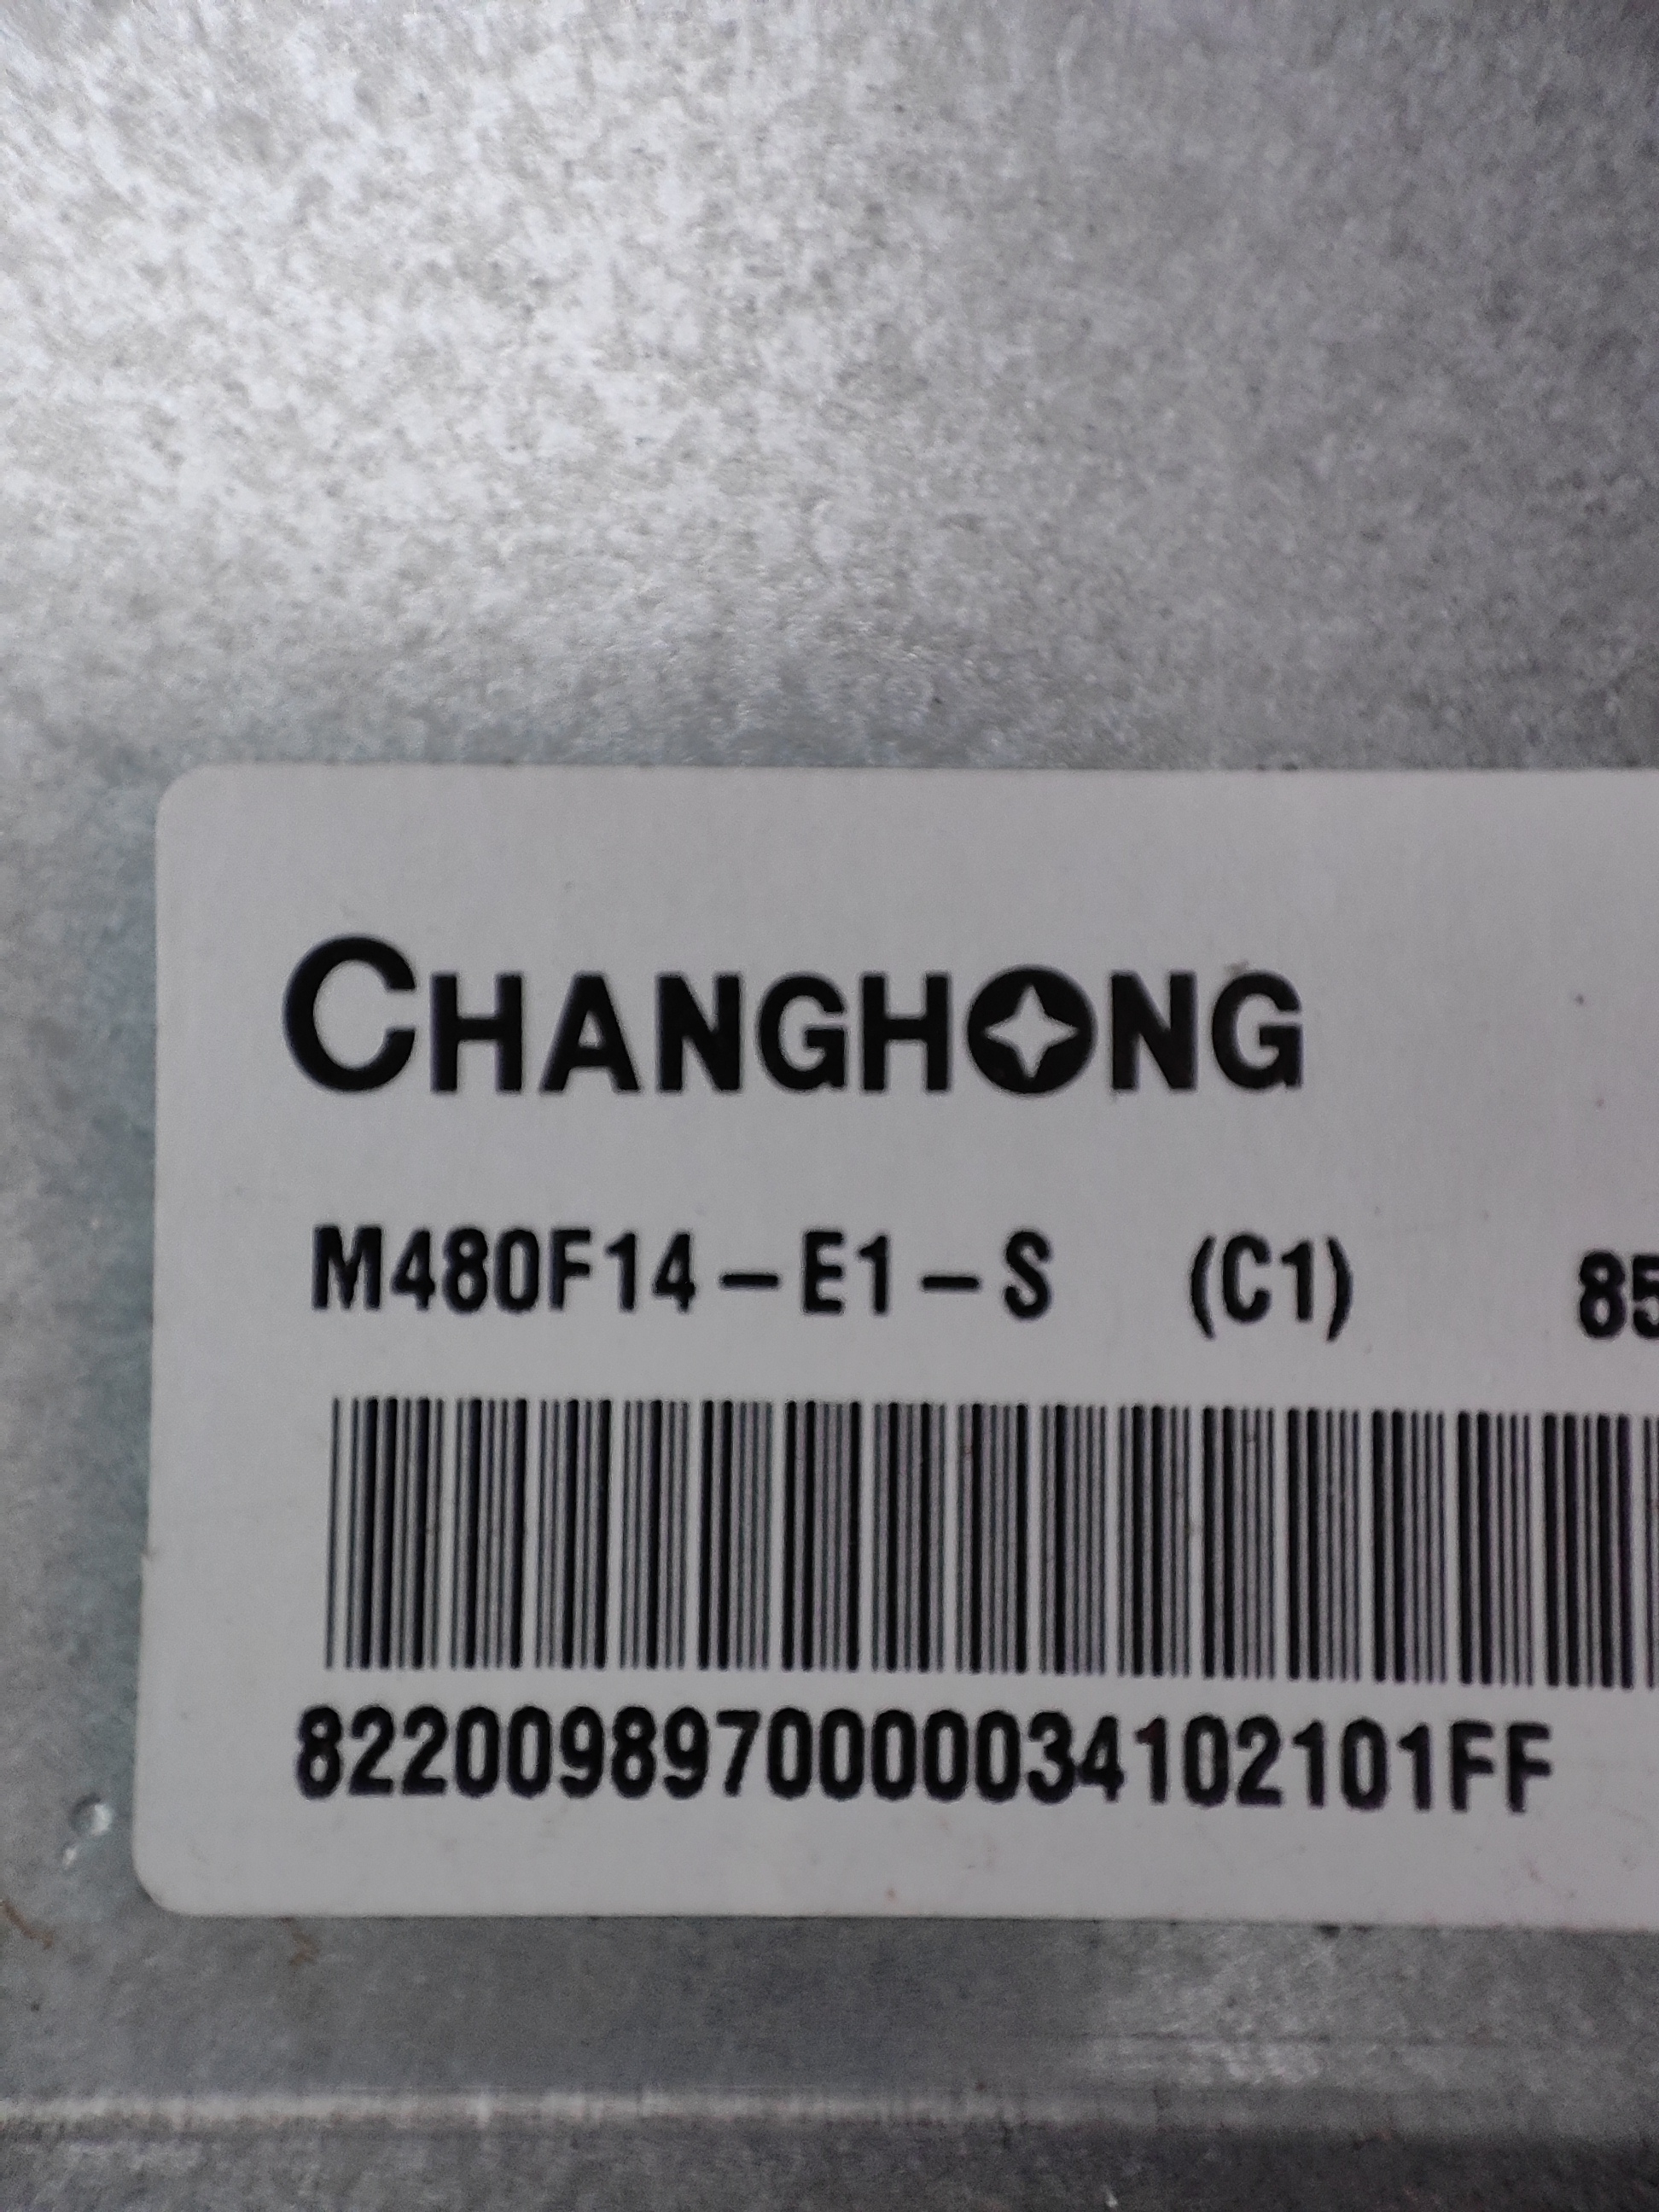 CHANGHONG
M480F14-E1-S (C1) 85
8220098970000034102101FF